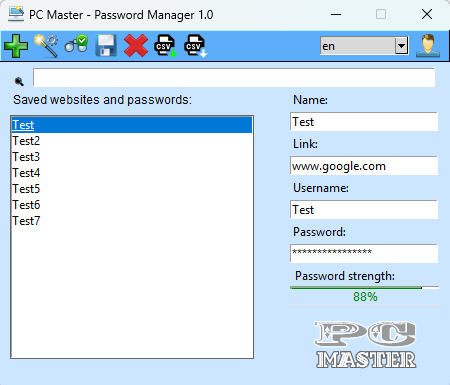 PC Master - Password Manager 1.0
CSV
CSV
en
Saved websites and passwords:
Test
Test2
Test3
Test4
Test5
Test6
Test7
Name:
Test
Link:
www.google.com
Username:
Test
Password:
****************
Password strength:
88%
PC
MASTER